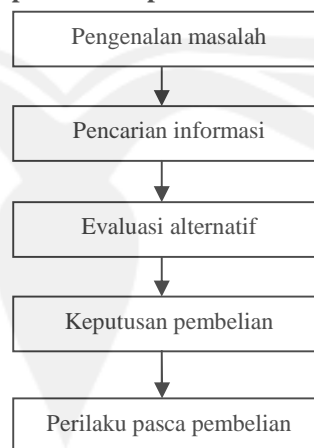 Pengenalan masalah
Pencarian informasi
Evaluasi alternatif
Keputusan pembelian
Perilaku pasca pembelian